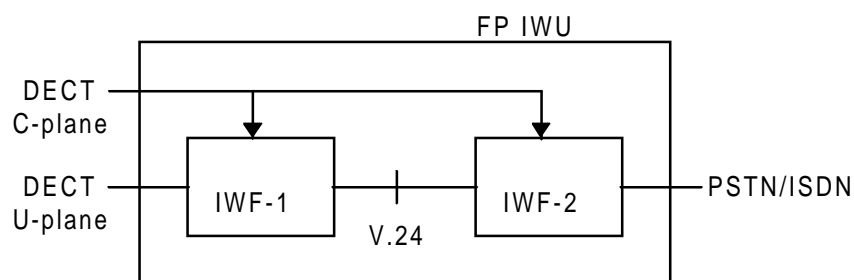 FP IWU
DECT
C-plane
DECT
U-plane
IWF-1
V.24
IWF-2
PSTN/ISDN